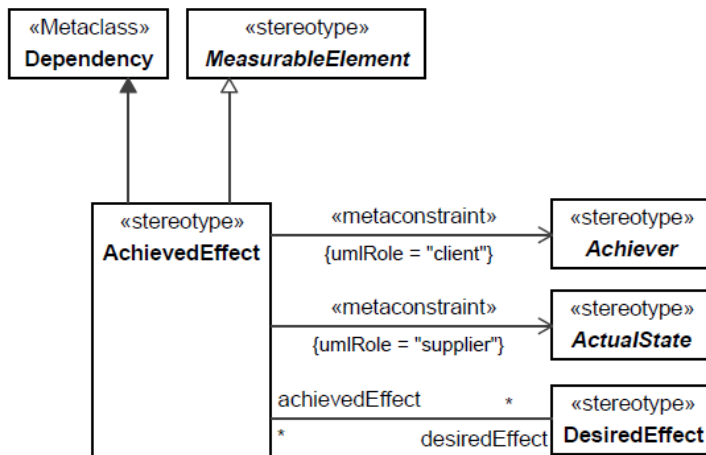 «Metaclass»
Dependency
«stereotype»
MeasurableElement
«stereotype»
AchievedEffect
«metaconstraint»
{umlRole = "client"}
«stereotype»
Achiever
«metaconstraint»
{umlRole = "supplier"}
«stereotype»
ActualState
achievedEffect
*
*
desiredEffect
«stereotype»
DesiredEffect